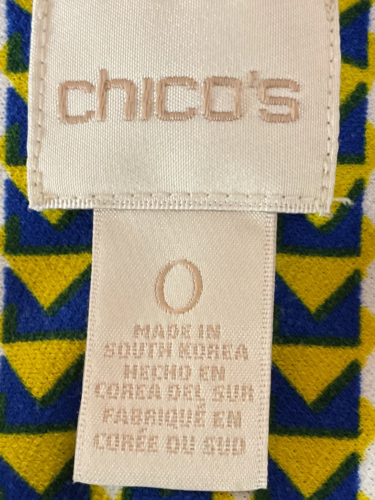 chico's
0
MADE IN
SOUTH KOREA
HECHO EN
COREA DEL SUR
FABRIQUÉ EN
CORÉE DU SUD